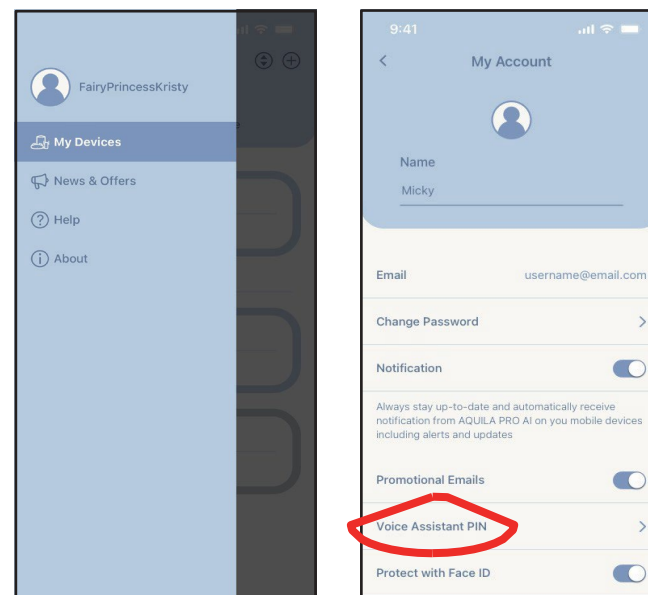 FairyPrincessKristy
My Devices
News & Offers
Help
About
9:41
My Account
Name
Micky
Email
username@email.com
Change Password
Notification
Always stay up-to-date and automatically receive
notification from AQUILA PRO AI on you mobile devices
including alerts and updates
Promotional Emails
Voice Assistant PIN
Protect with Face ID